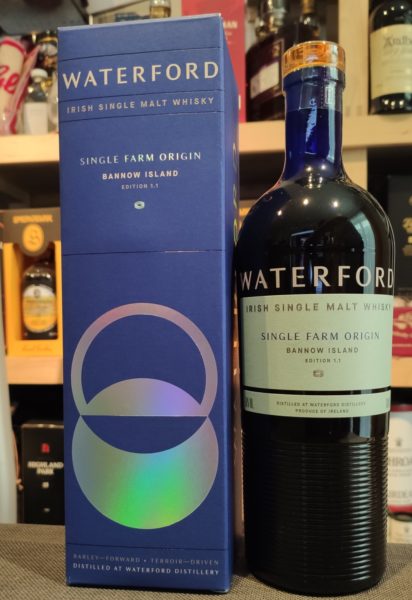 WATERFORD
IRISH SINGLE MALT WHISKY
SINGLE FARM ORIGIN
BANNOW ISLAND
EDITION 1.1
BARLEY—FORWARD • TERROIR—DRIVEN
DISTILLED AT WATERFORD DISTILLERY
WATERFORD
IRISH SINGLE MALT WHISKY
SINGLE FARM ORIGIN
BANNOW ISLAND
EDITION 1.1
DISTILLED AT WATERFORD DISTILLERY
PRODUCE OF IRELAND
HIGHLAND
PARK